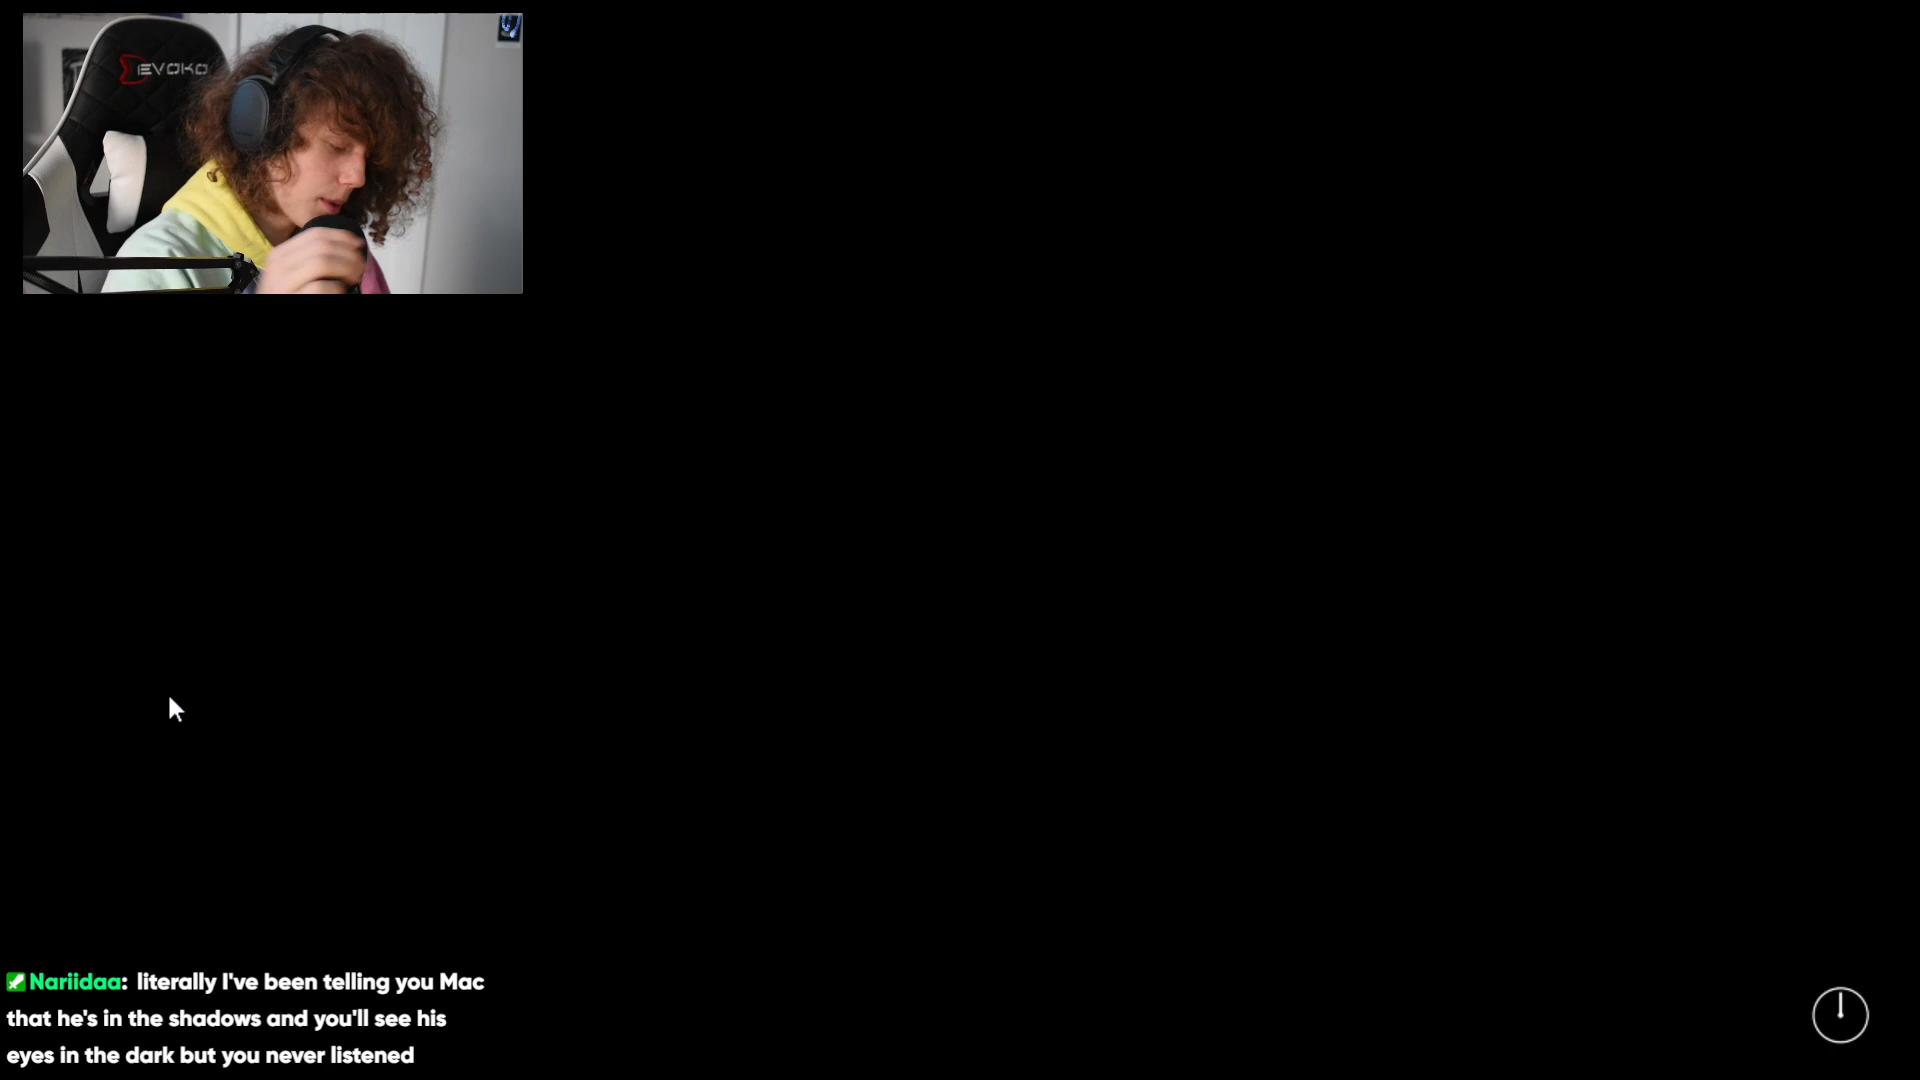 EVOKO
Nariidaa: literally I've been telling you Mac
that he's in the shadows and you'll see his
eyes in the dark but you never listened